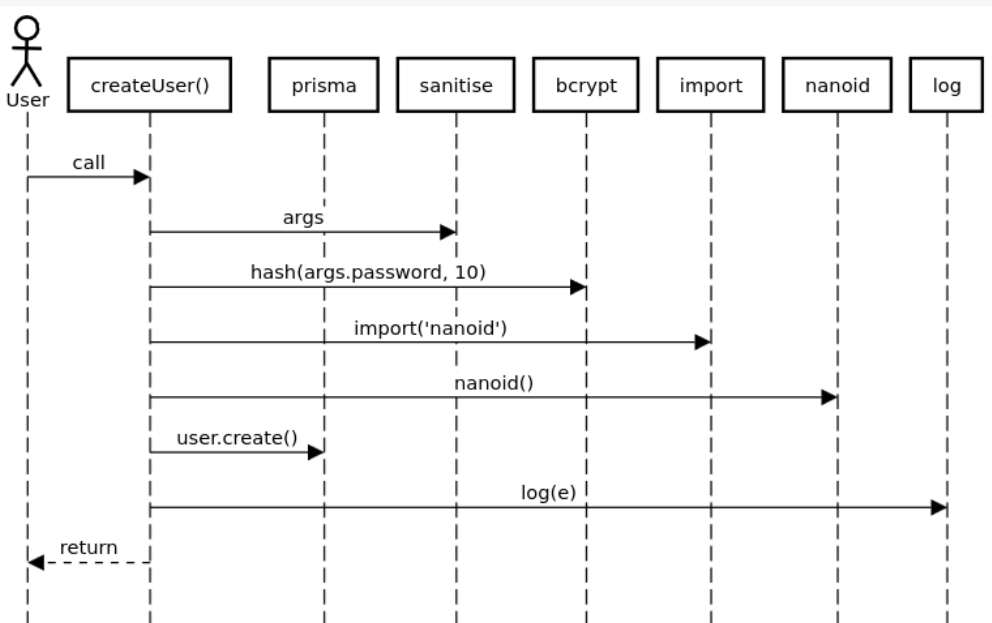 createUser()
prisma
sanitise
bcrypt
import
nanoid
log
User
call
args
hash(args.password, 10)
import('nanoid')
nanoid()
user.create()
log(e)
return